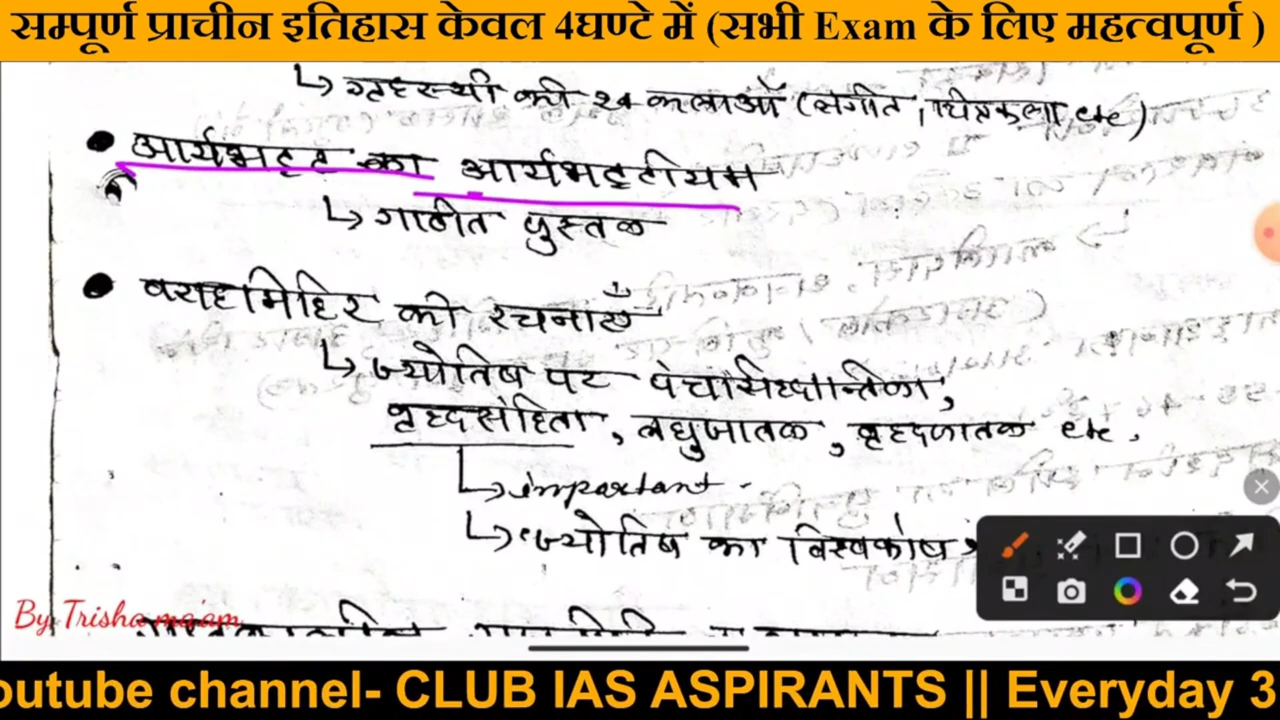 सम्पूर्ण प्राचीन इतिहास केवल 4घण्टे में (सभी Exam के लिए महत्वपूर्ण )
↳ गृहस्थी की 24 कलाओं (संगीत, चित्रकला etc)
• आर्यभट्ट का आर्यभट्टीयम
↳ गणित पुस्तक
• वराहमिहिर की रचनाएँ
↳ ज्योतिष पर पंचसिद्धान्तिका,
बृहदसंहिता, लघुजातक, बृहदजातक etc.
↳ important.
↳ "ज्योतिष का विश्वकोष"
By Trisha ma'am
outube channel- CLUB IAS ASPIRANTS || Everyday 3